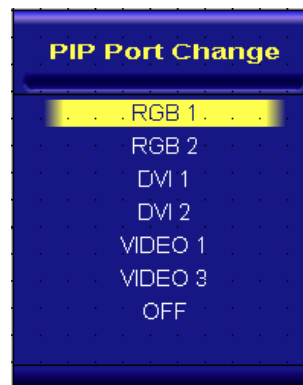 PIP Port Change
RGB 1
RGB 2
DVI 1
DVI 2
VIDEO 1
VIDEO 3
OFF